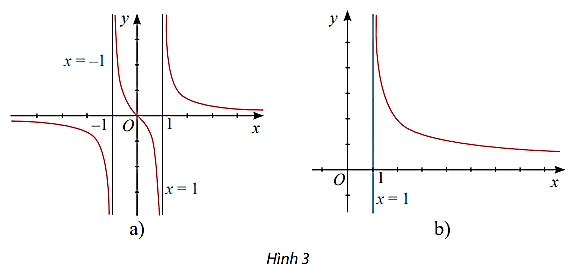 y
x = –1
–1
O
1
x
x = 1
a)
y
O
1
x
x = 1
b)
Hình 3